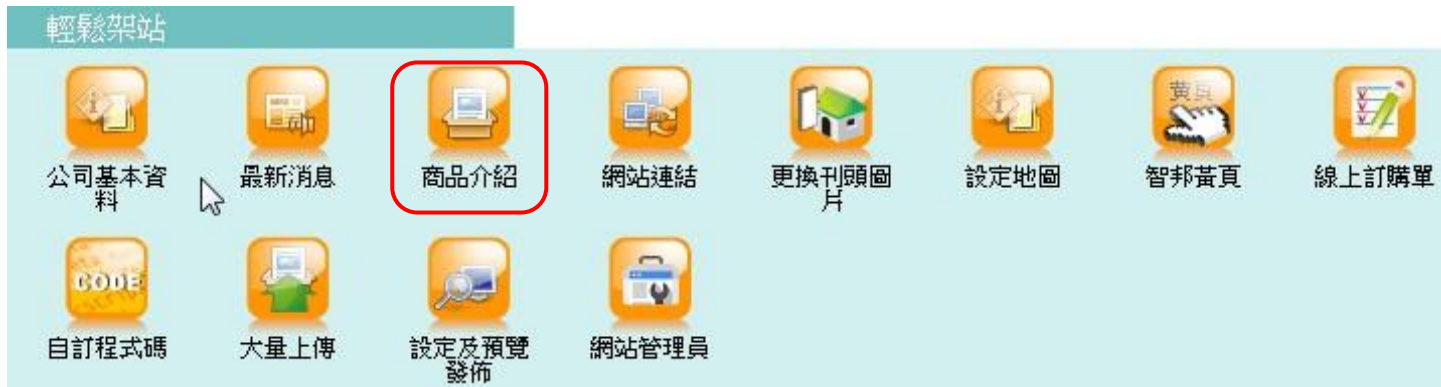 輕鬆架站
黃頁
公司基本資
料
最新消息
商品介紹
網站連結
更換刊頭圖
片
設定地圖
智邦黃頁
線上訂購單
CODE
自訂程式碼
大量上傳
設定及預覽
發佈
網站管理員